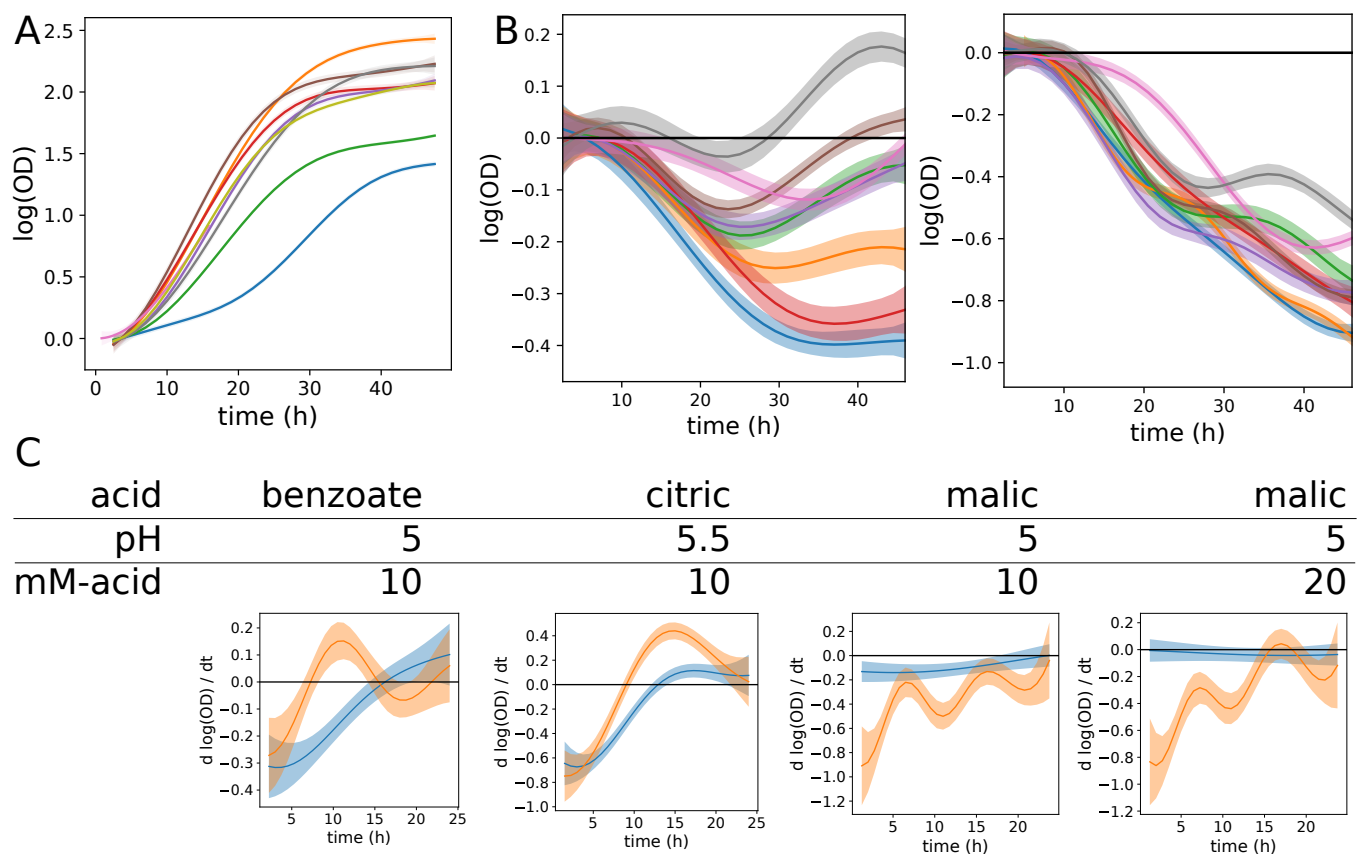 A
log(OD)
2.5
2.0
1.5
1.0
0.5
0.0
0 10 20 30 40
time (h)
B
log(OD)
0.2
0.1
0.0
−0.1
−0.2
−0.3
−0.4
10 20 30 40
time (h)
log(OD)
0.0
−0.2
−0.4
−0.6
−0.8
−1.0
10 20 30 40
time (h)
C
acid benzoate citric malic malic
pH 5 5.5 5 5
mM-acid 10 10 10 20
d log(OD) / dt
0.2
0.1
0.0
−0.1
−0.2
−0.3
−0.4
5 10 15 20 25
time (h)
d log(OD) / dt
0.4
0.2
0.0
−0.2
−0.4
−0.6
−0.8
−1.0
5 10 15 20 25
time (h)
d log(OD) / dt
0.2
0.0
−0.2
−0.4
−0.6
−0.8
−1.0
−1.2
5 10 15 20
time (h)
d log(OD) / dt
0.2
0.0
−0.2
−0.4
−0.6
−0.8
−1.0
−1.2
5 10 15 20
time (h)